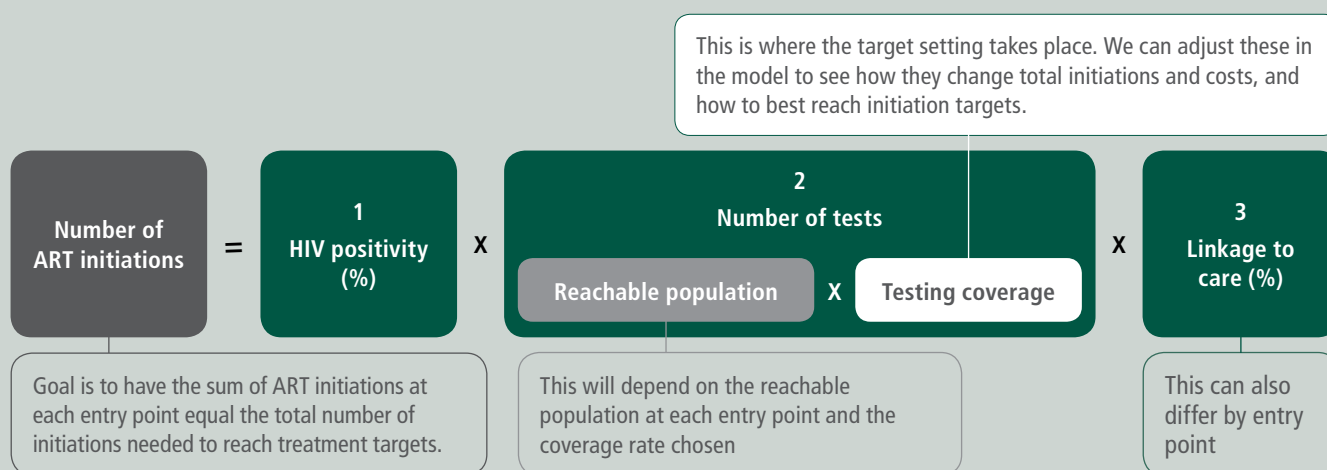 This is where the target setting takes place. We can adjust these in
the model to see how they change total initiations and costs, and
how to best reach initiation targets.
Number of
ART initiations
=
1
HIV positivity
(%)
X
2
Number of tests
Reachable population
X
Testing coverage
X
3
Linkage to
care (%)
Goal is to have the sum of ART initiations at
each entry point equal the total number of
initiations needed to reach treatment targets.
This will depend on the reachable
population at each entry point and the
coverage rate chosen
This can also
differ by entry
point